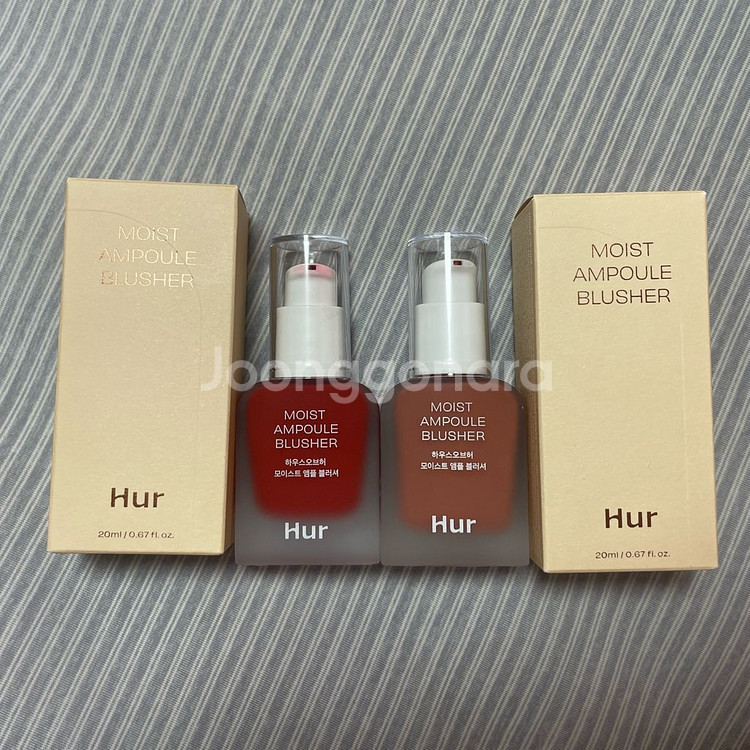 MOIST
AMPOULE
BLUSHER
Hur
20ml / 0.67 fl. oz.
MOIST
AMPOULE
BLUSHER
하우스오브허
모이스트 앰플 블러셔
Hur
MOIST
AMPOULE
BLUSHER
하우스오브허
모이스트 앰플 블러셔
Hur
MOIST
AMPOULE
BLUSHER
Hur
20ml / 0.67 fl. oz.
Joonggonara